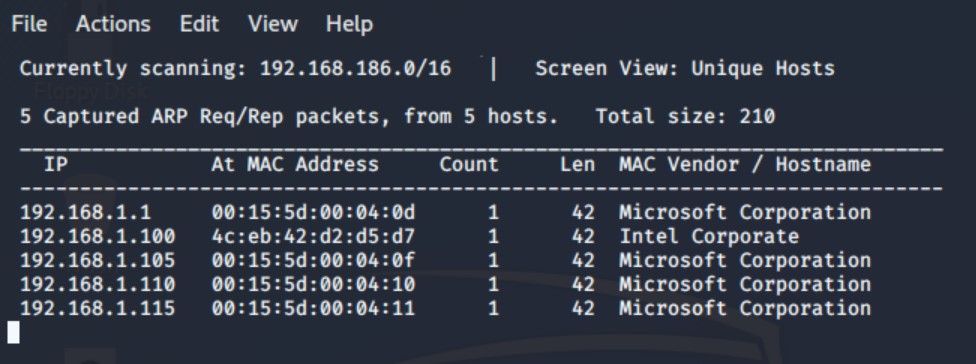 File Actions Edit View Help
Currently scanning: 192.168.186.0/16 | Screen View: Unique Hosts
5 Captured ARP Req/Rep packets, from 5 hosts. Total size: 210
IP At MAC Address Count Len MAC Vendor / Hostname
192.168.1.1 00:15:5d:00:04:0d 1 42 Microsoft Corporation
192.168.1.100 4c:eb:42:d2:d5:d7 1 42 Intel Corporate
192.168.1.105 00:15:5d:00:04:0f 1 42 Microsoft Corporation
192.168.1.110 00:15:5d:00:04:10 1 42 Microsoft Corporation
192.168.1.115 00:15:5d:00:04:11 1 42 Microsoft Corporation
Floppy Disk